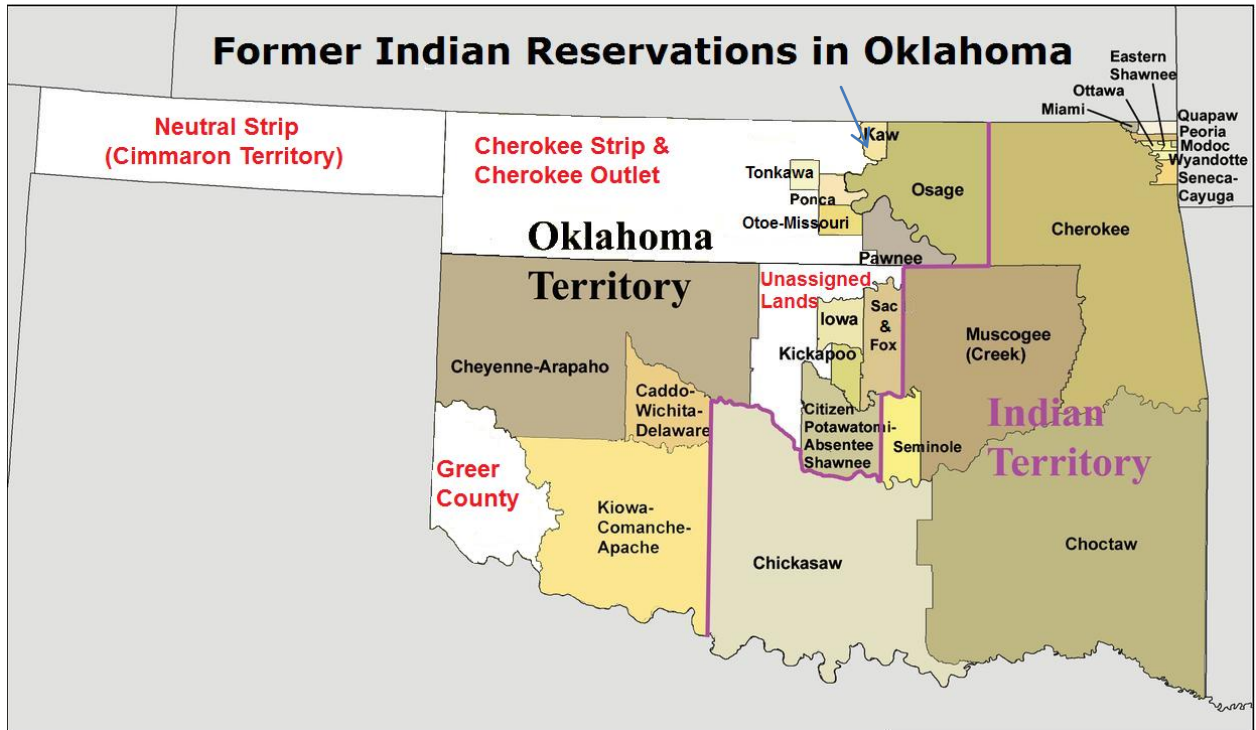 Former Indian Reservations in Oklahoma
Eastern
Shawnee
Ottawa
Miami
Quapaw
Peoria
Modoc
Wyandotte
Seneca-
Cayuga
Neutral Strip
(Cimmaron Territory)
Cherokee Strip &
Cherokee Outlet
Kaw
Tonkawa
Ponca
Otoe-Missouri
Osage
Cherokee
Pawnee
Oklahoma
Territory
Unassigned
Lands
Iowa
Sac
&
Fox
Kickapoo
Muscogee
(Creek)
Cheyenne-Arapaho
Caddo-
Wichita-
Delaware
Citizen
Potawatomi-
Absentee
Shawnee
Seminole
Indian
Territory
Greer
County
Kiowa-
Comanche-
Apache
Chickasaw
Choctaw